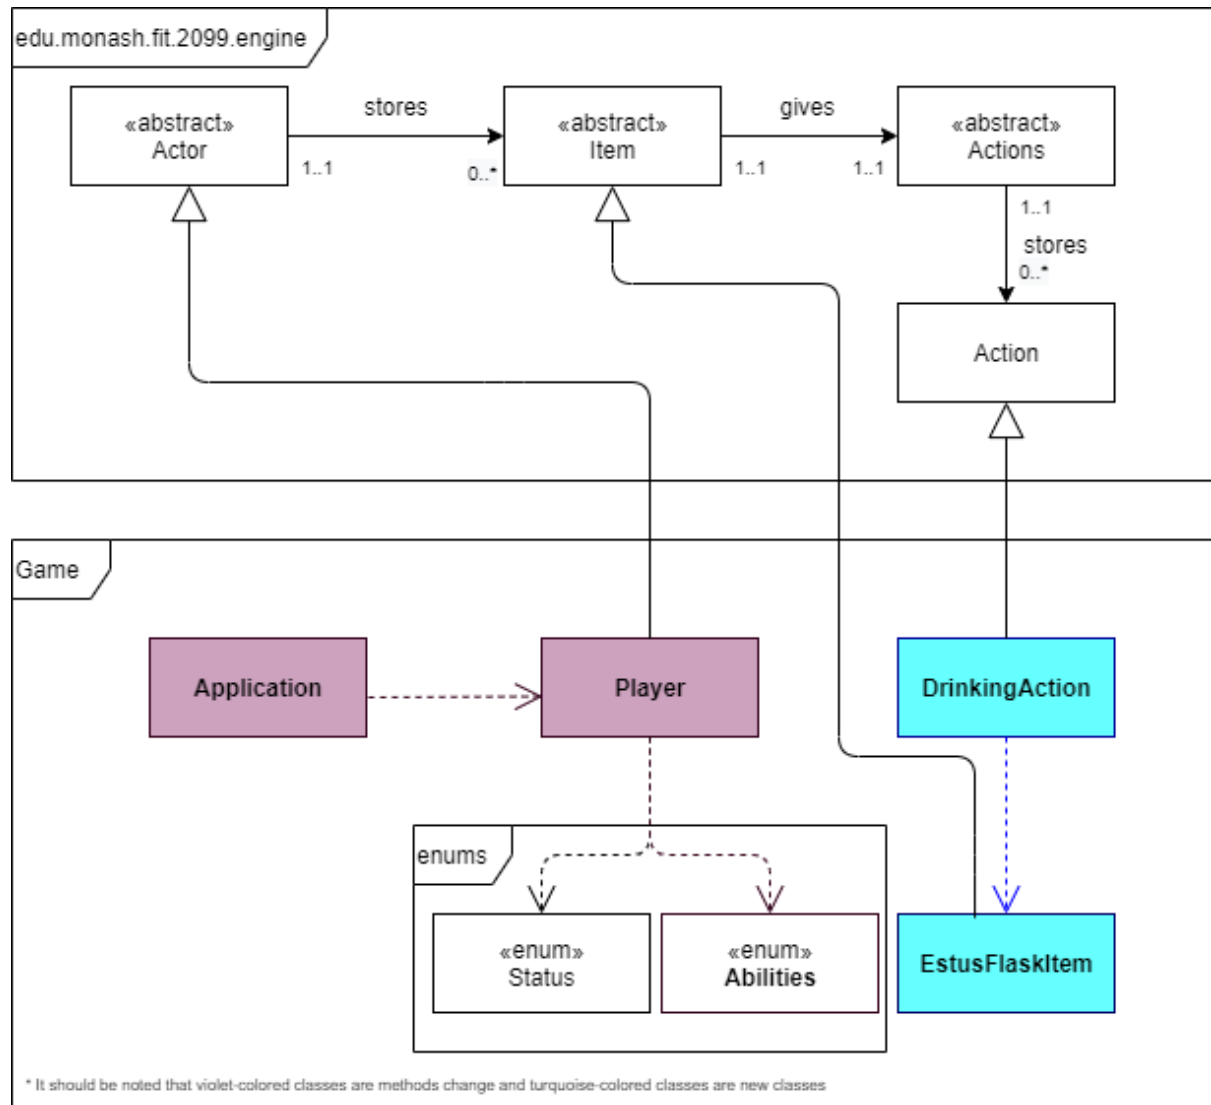 edu.monash.fit.2099.engine
«abstract»
Actor
stores
1..1
0..*
«abstract»
Item
gives
1..1
1..1
«abstract»
Actions
1..1
stores
0..*
Action
Game
Application
Player
DrinkingAction
enums
«enum»
Status
«enum»
Abilities
EstusFlaskItem
* It should be noted that violet-colored classes are methods change and turquoise-colored classes are new classes